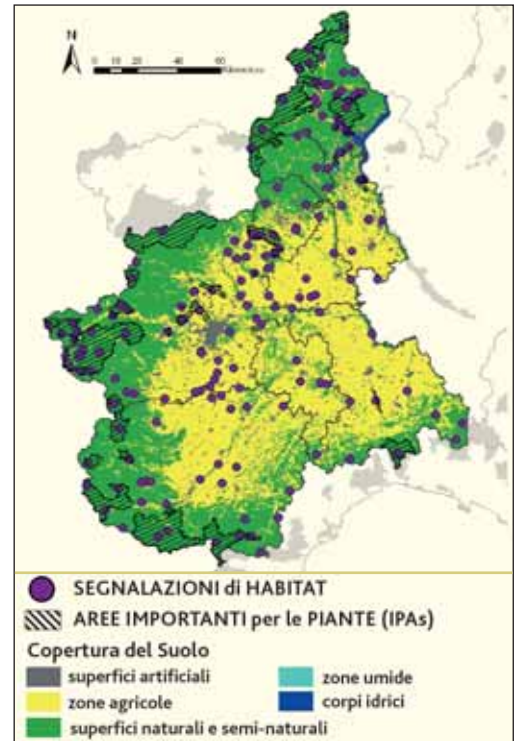 N
0 10 20 40 60
SEGNALAZIONI di HABITAT
AREE IMPORTANTI per le PIANTE (IPAs)
Copertura del Suolo
superfici artificiali
zone umide
zone agricole
corpi idrici
superfici naturali e semi-naturali